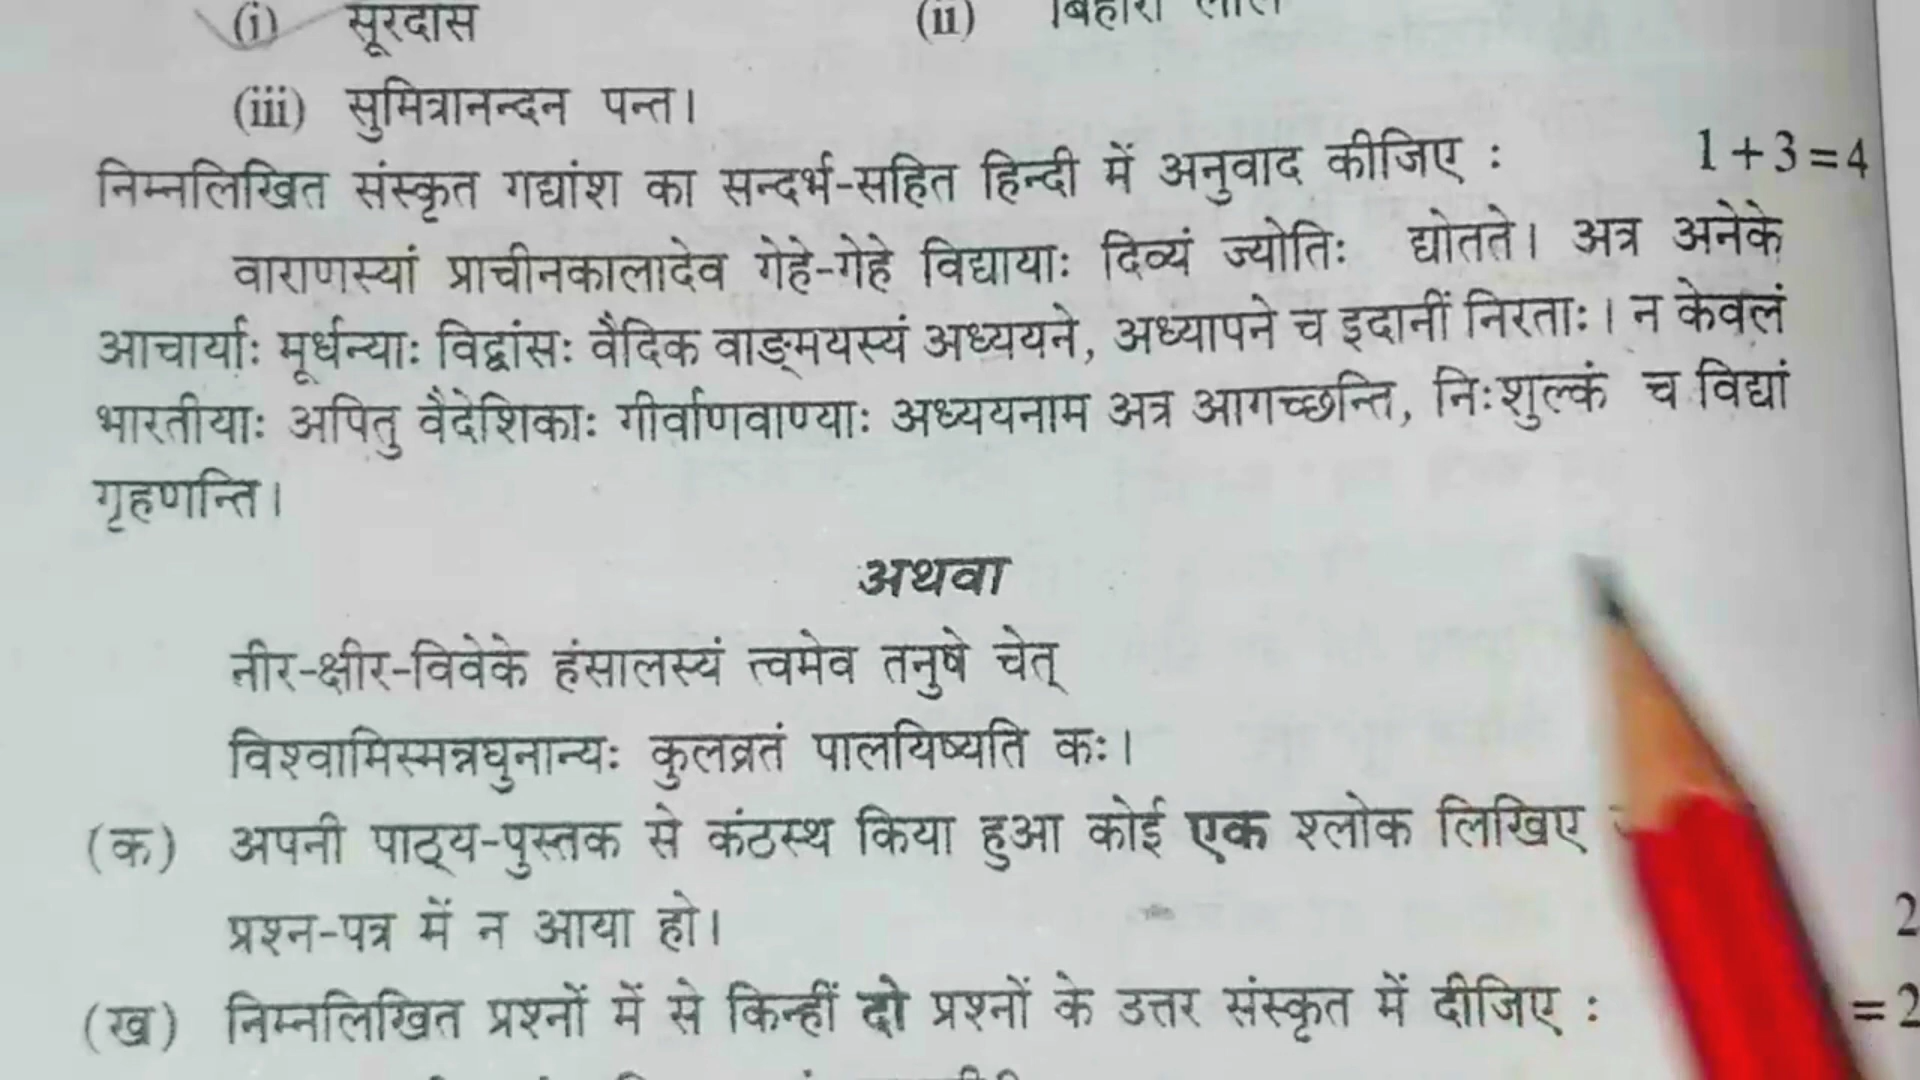 (i) सूरदास (ii) बिहारी लाल
(iii) सुमित्रानन्दन पन्त।
निम्नलिखित संस्कृत गद्यांश का सन्दर्भ-सहित हिन्दी में अनुवाद कीजिए : 1+3=4
वाराणस्यां प्राचीनकालादेव गेहे-गेहे विद्यायाः दिव्यं ज्योतिः द्योतते। अत्र अनेके
आचार्याः मूर्धन्याः विद्वांसः वैदिक वाङ्मयस्यं अध्ययने, अध्यापने च इदानीं निरताः। न केवलं
भारतीयाः अपितु वैदेशिकाः गीर्वाणवाण्याः अध्ययनाम अत्र आगच्छन्ति, निःशुल्कं च विद्यां
गृहणन्ति।
अथवा
नीर-क्षीर-विवेके हंसालस्यं त्वमेव तनुषे चेत्
विश्वामिस्मन्नधुनान्यः कुलव्रतं पालयिष्यति कः।
(क) अपनी पाठ्य-पुस्तक से कंठस्थ किया हुआ कोई एक श्लोक लिखिए
प्रश्न-पत्र में न आया हो। 2
(ख) निम्नलिखित प्रश्नों में से किन्हीं दो प्रश्नों के उत्तर संस्कृत में दीजिए : =2